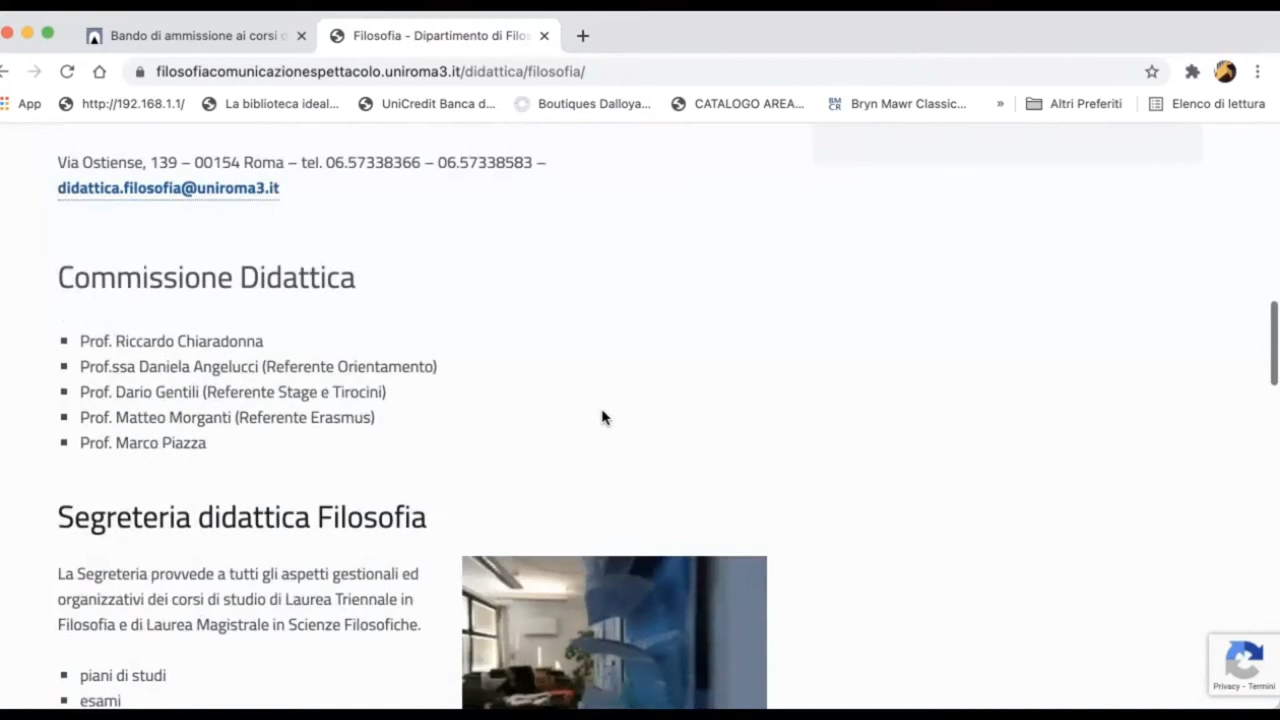 Bando di ammissione ai corsi d
Filosofia - Dipartimento di Filos
filosofiacomunicazionespettacolo.uniroma3.it/didattica/filosofia/
App
http://192.168.1.1/
La biblioteca ideal...
UniCredit Banca d...
Boutiques Dalloya...
CATALOGO AREA...
BM
CR
Bryn Mawr Classic...
»
Altri Preferiti
Elenco di lettura
Via Ostiense, 139 – 00154 Roma – tel. 06.57338366 – 06.57338583 –
didattica.filosofia@uniroma3.it
Commissione Didattica
Prof. Riccardo Chiaradonna
Prof.ssa Daniela Angelucci (Referente Orientamento)
Prof. Dario Gentili (Referente Stage e Tirocini)
Prof. Matteo Morganti (Referente Erasmus)
Prof. Marco Piazza
Segreteria didattica Filosofia
La Segreteria provvede a tutti gli aspetti gestionali ed
organizzativi dei corsi di studio di Laurea Triennale in
Filosofia e di Laurea Magistrale in Scienze Filosofiche.
piani di studi
esami
Privacy - Termini